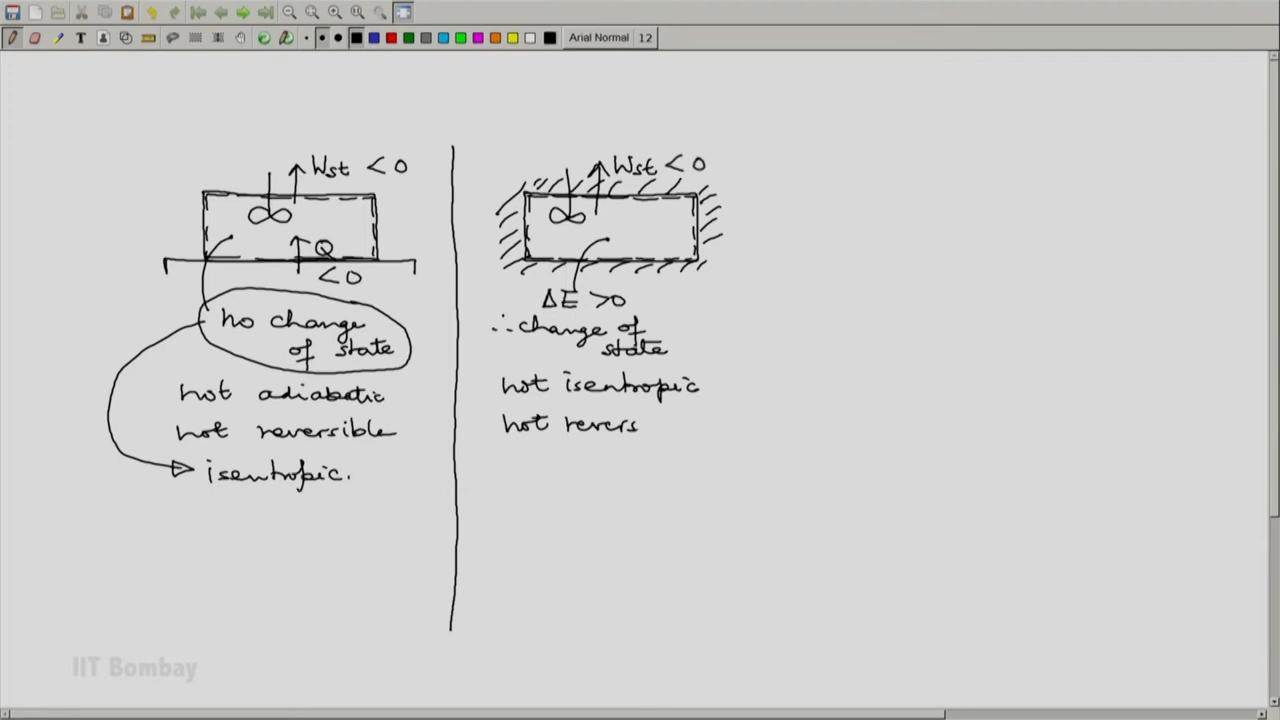 Arial Normal 12
Wst < 0
Q
< 0
no change
of state
not adiabatic
not reversible
isentropic.
Wst < 0
ΔE > 0
∴ change of
state
not isentropic
not revers
IIT Bombay